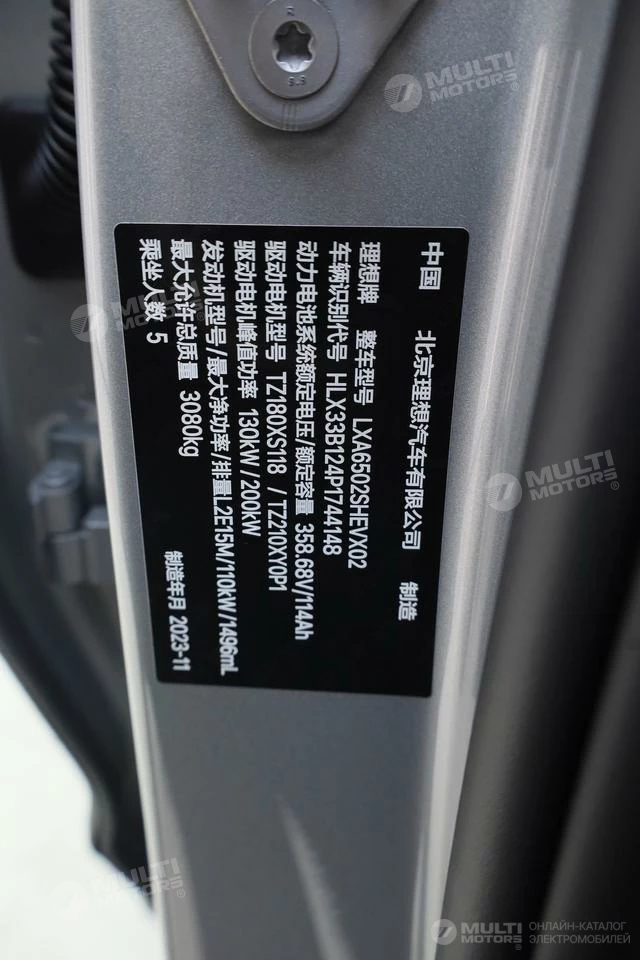 中国 北京理想汽车有限公司 制造
理想牌 整车型号 LXA6502SHEVX02
车辆识别代号 HLX33B124P1744148
动力电池系统额定电压/额定容量 358.68V/114Ah
驱动电机型号 TZ180XS118 / TZ210XY0P1
驱动电机峰值功率 130kW/200kW
发动机型号/最大净功率/排量L2E15M/110kW/1496mL
最大允许总质量 3080kg
乘坐人数 5
制造年月 2023-11
MULTI
MOTORS
MULTI
MOTORS
MULTI
MOTORS
MULTI
MOTORS
MULTI
MOTORS
ОНЛАЙН-КАТАЛОГ
ЭЛЕКТРОМОБИЛЕЙ